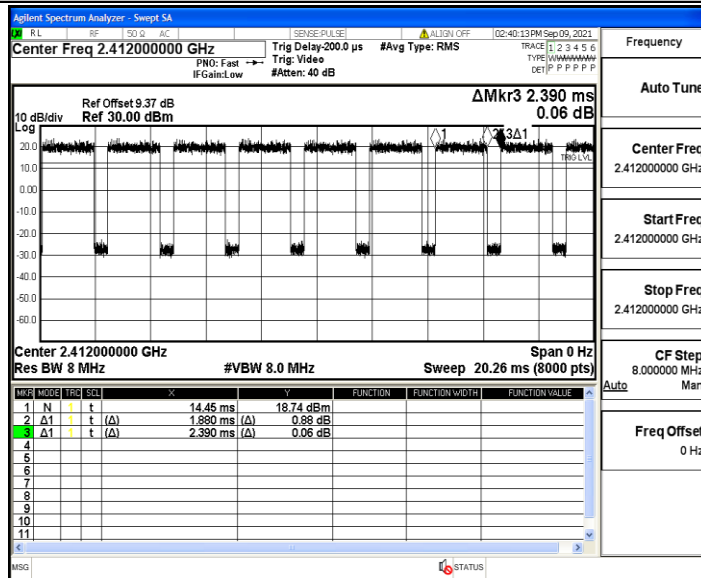 Agilent Spectrum Analyzer - Swept SA
RL RF 50 Ω AC SENSE:PULSE ALIGN OFF 02:40:13 PM Sep 09, 2021
Center Freq 2.412000000 GHz
PNO: Fast
IFGain:Low
Trig Delay-200.0 µs
Trig: Video
#Atten: 40 dB
#Avg Type: RMS
TRACE 1 2 3 4 5 6
TYPE
DET P P P P P P
Frequency
Auto Tune
Center Freq
2.412000000 GHz
Start Freq
2.412000000 GHz
Stop Freq
2.412000000 GHz
CF Step
8.000000 MHz
Auto Man
Freq Offset
0 Hz
ΔMkr3 2.390 ms
0.06 dB
Ref Offset 9.37 dB
10 dB/div Ref 30.00 dBm
Log
20.0
10.0
0.00
-10.0
-20.0
-30.0
-40.0
-50.0
-60.0
1
3Δ1
TRIG LVL
Center 2.412000000 GHz Span 0 Hz
Res BW 8 MHz #VBW 8.0 MHz Sweep 20.26 ms (8000 pts)
MKR MODE TRC SCL X Y FUNCTION FUNCTION WIDTH FUNCTION VALUE
1 N 1 t 14.45 ms 18.74 dBm
2 Δ1 1 t (Δ) 1.880 ms (Δ) 0.88 dB
3 Δ1 1 t (Δ) 2.390 ms (Δ) 0.06 dB
4
5
6
7
8
9
10
11
MSG STATUS